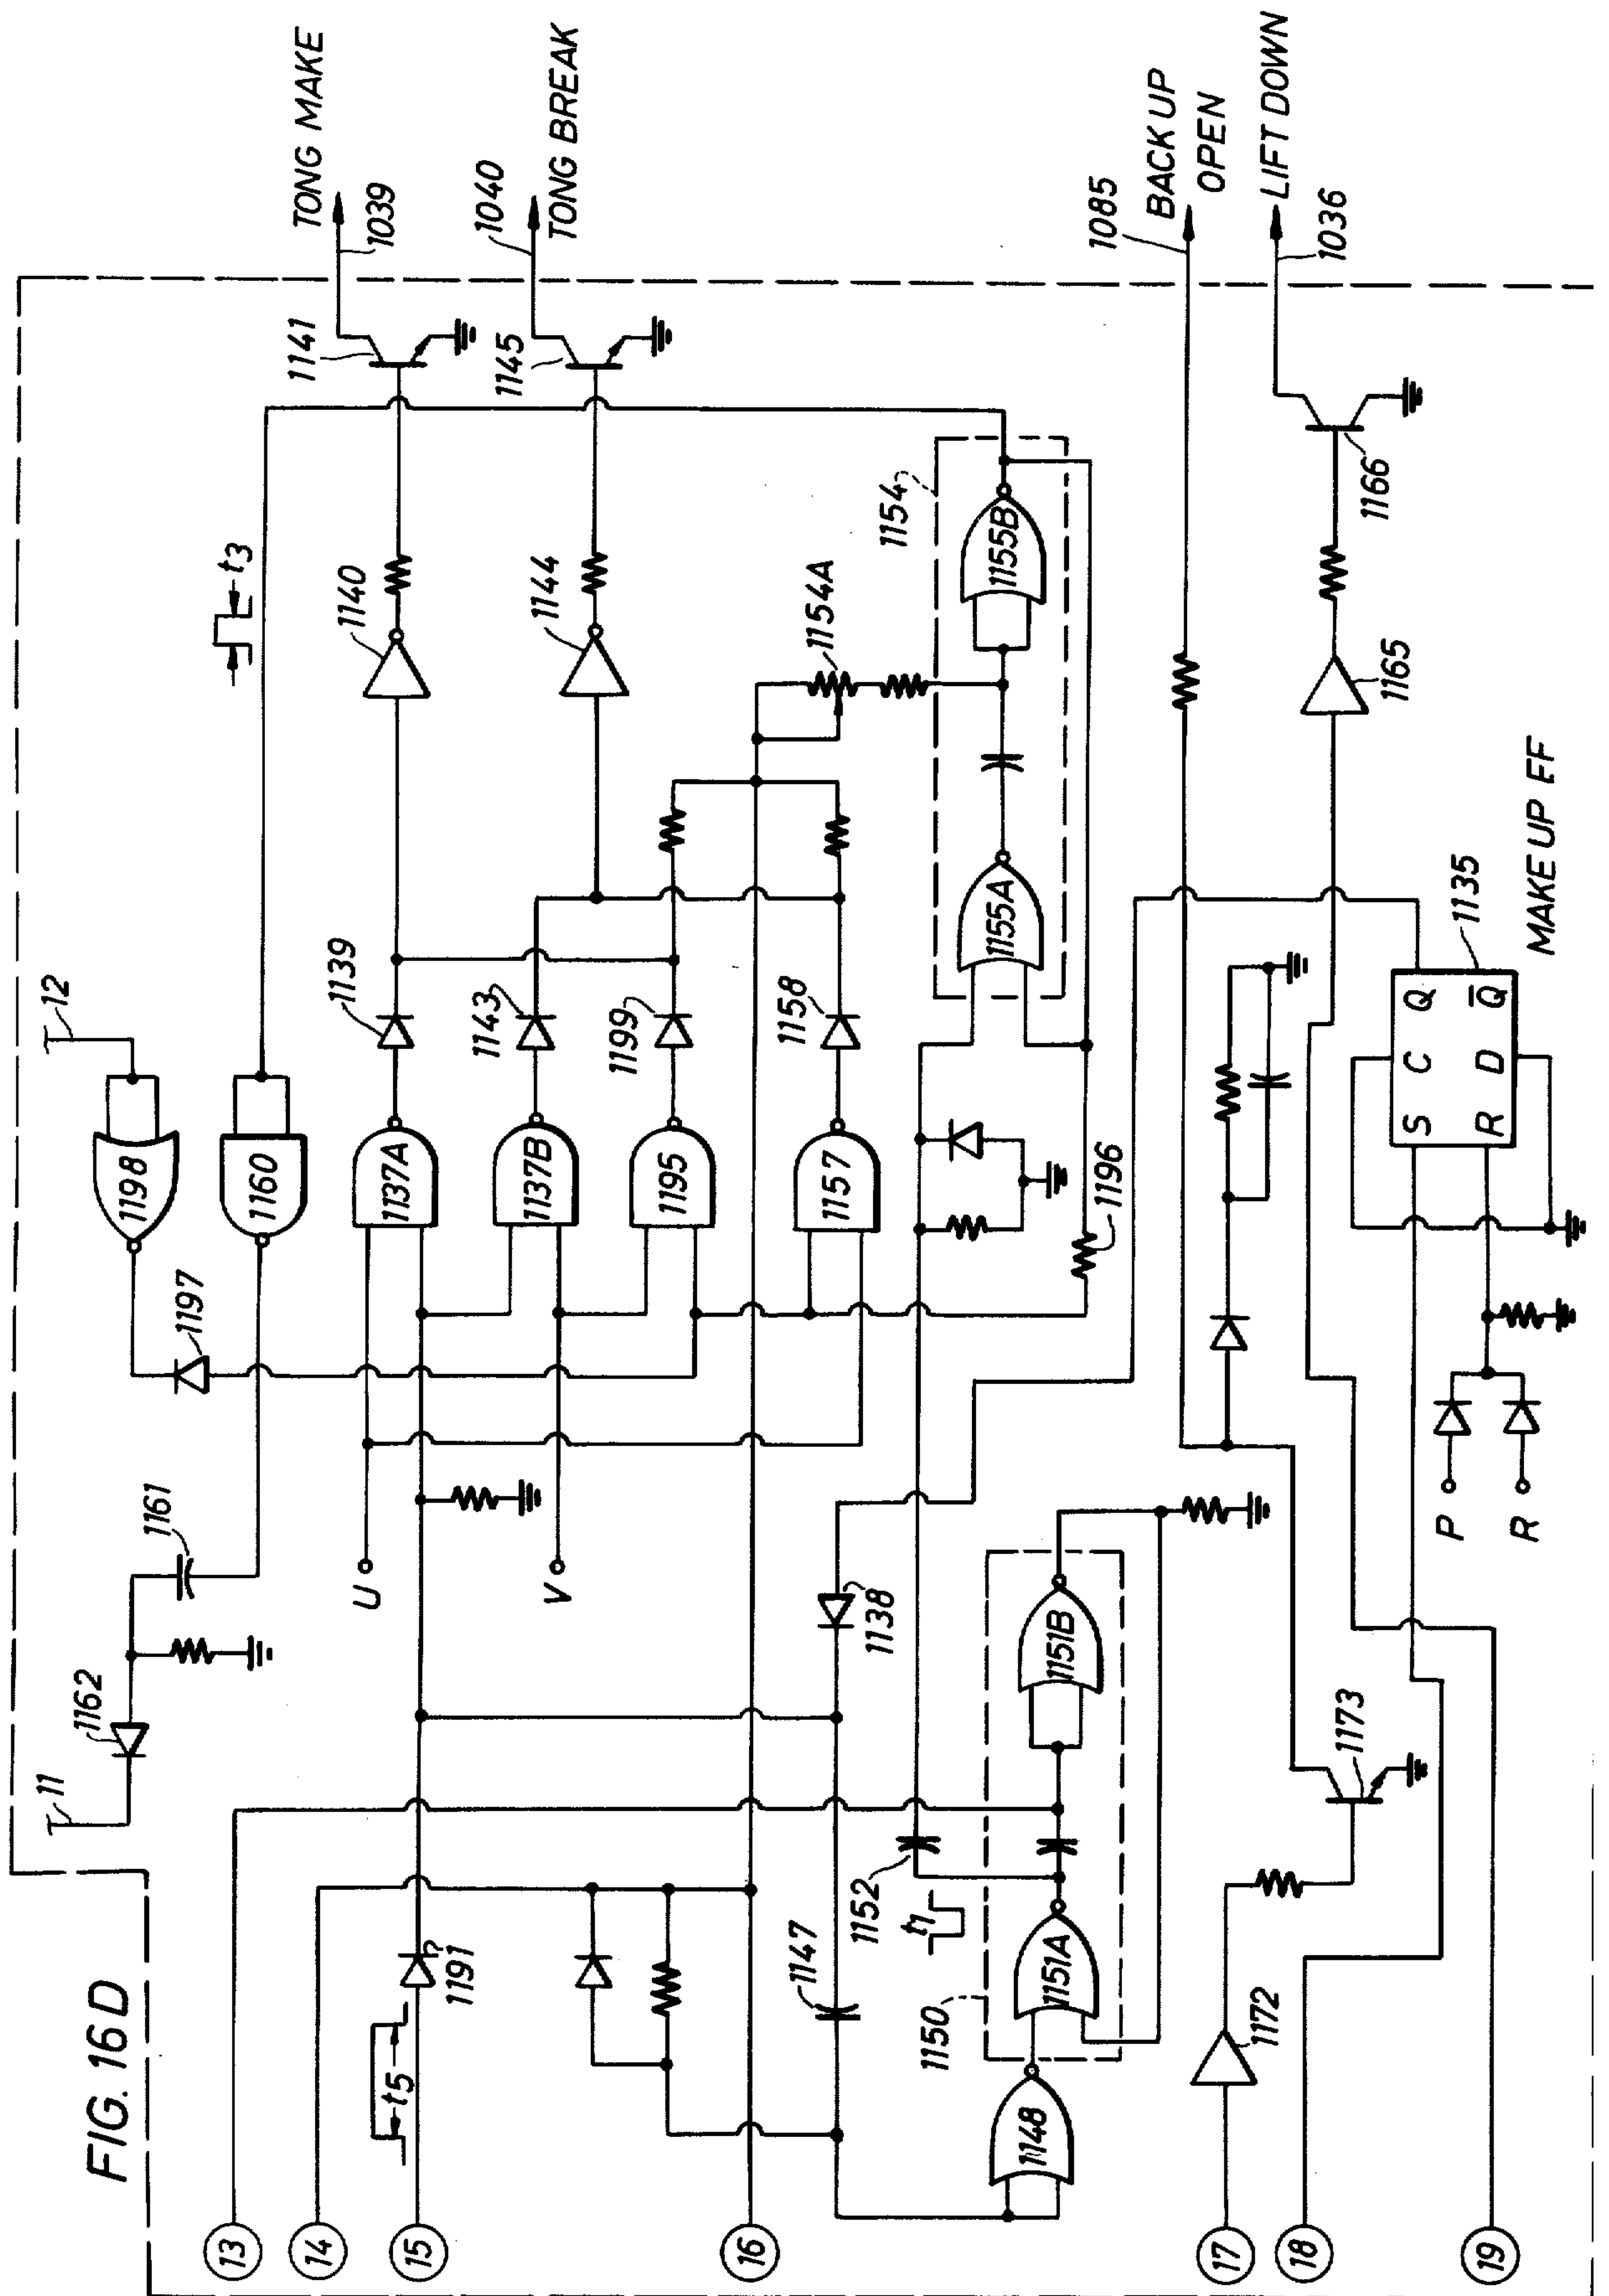 FIG. 16D
11
12
1162
1161
1197
1198
1160
t3
TONG MAKE
1039
1141
1140
1139
1137A
U
TONG BREAK
1040
1145
1144
1143
1137B
V
1199
1195
1158
1157
1154A
1154
1155B
1155A
1196
13
14
15
16
t5
1191
1138
1147
1152
t1
1150
1151A
1151B
1148
BACK UP
OPEN
1085
LIFT DOWN
1036
1166
1165
1135
MAKE UP FF
S C Q
R D Q̅
P
R
1173
1172
17
18
19